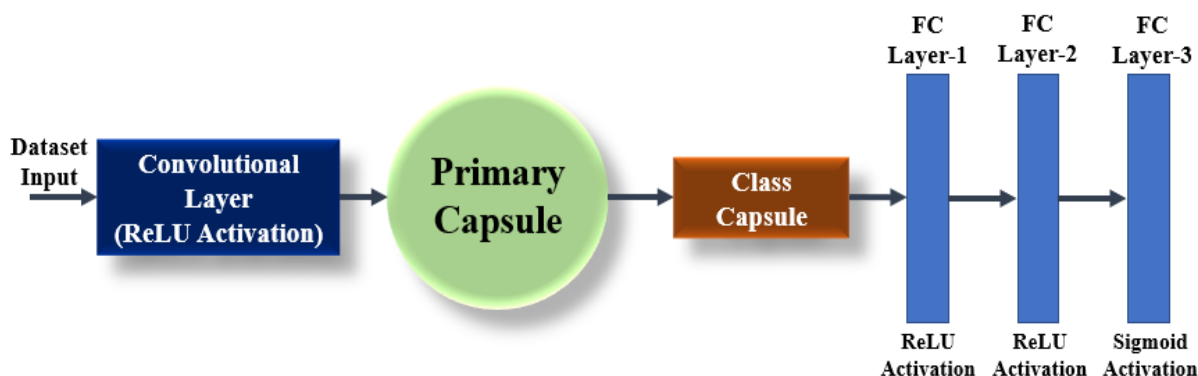 Dataset
Input
Convolutional
Layer
(ReLU Activation)
Primary
Capsule
Class
Capsule
FC
Layer-1
FC
Layer-2
FC
Layer-3
ReLU
Activation
ReLU
Activation
Sigmoid
Activation